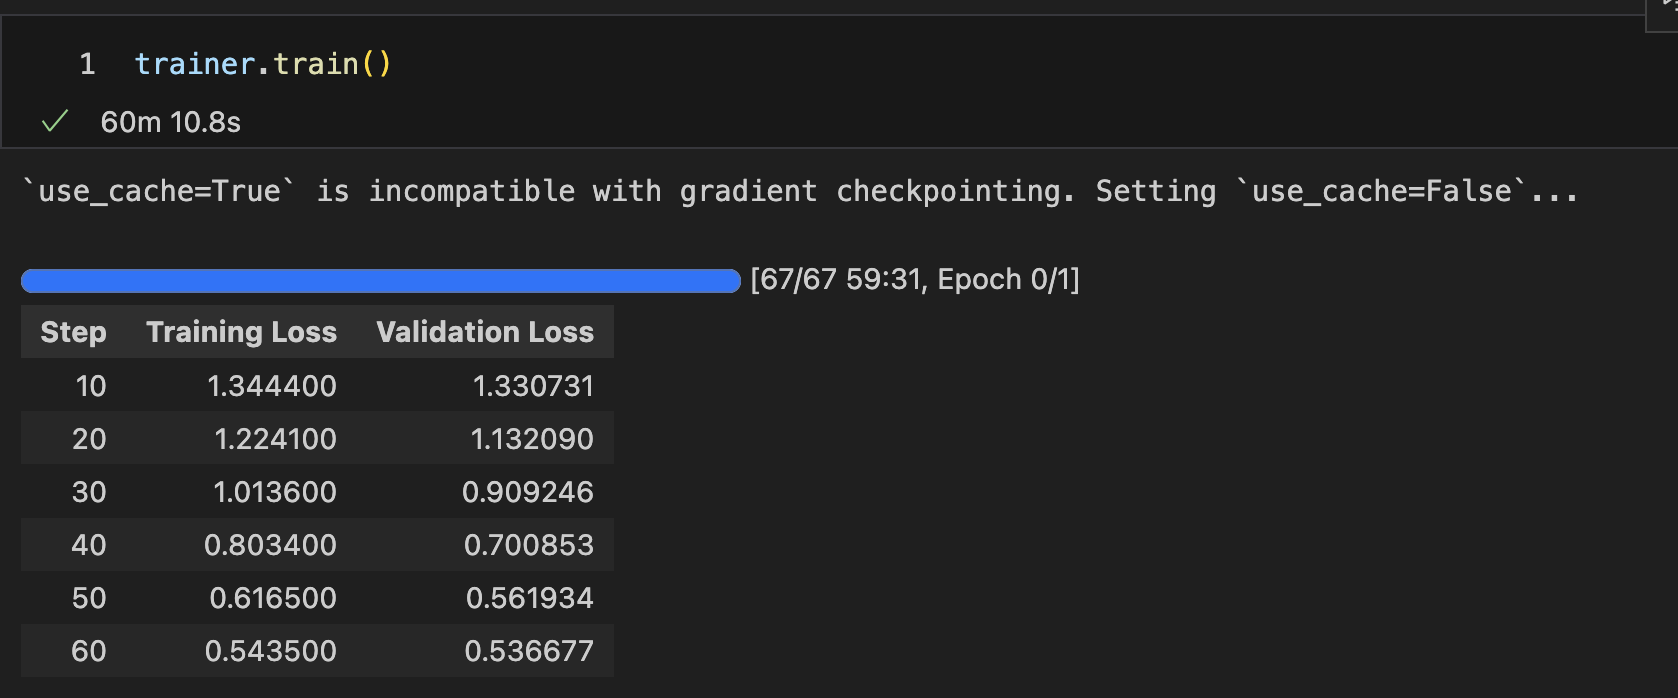 1 trainer.train()
✓ 60m 10.8s
`use_cache=True` is incompatible with gradient checkpointing. Setting `use_cache=False`...
[67/67 59:31, Epoch 0/1]
Step Training Loss Validation Loss
10 1.344400 1.330731
20 1.224100 1.132090
30 1.013600 0.909246
40 0.803400 0.700853
50 0.616500 0.561934
60 0.543500 0.536677